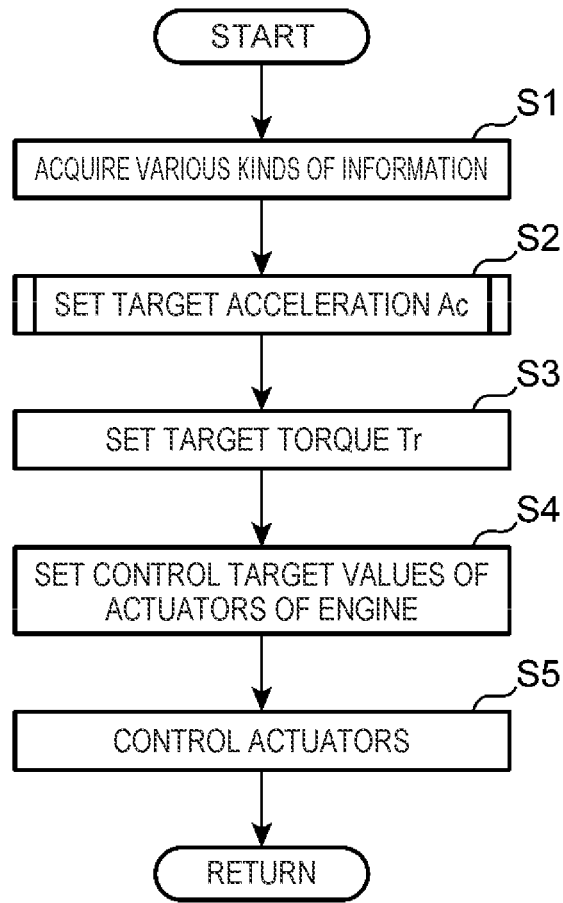 START
S1
ACQUIRE VARIOUS KINDS OF INFORMATION
S2
SET TARGET ACCELERATION Ac
S3
SET TARGET TORQUE Tr
S4
SET CONTROL TARGET VALUES OF
ACTUATORS OF ENGINE
S5
CONTROL ACTUATORS
RETURN